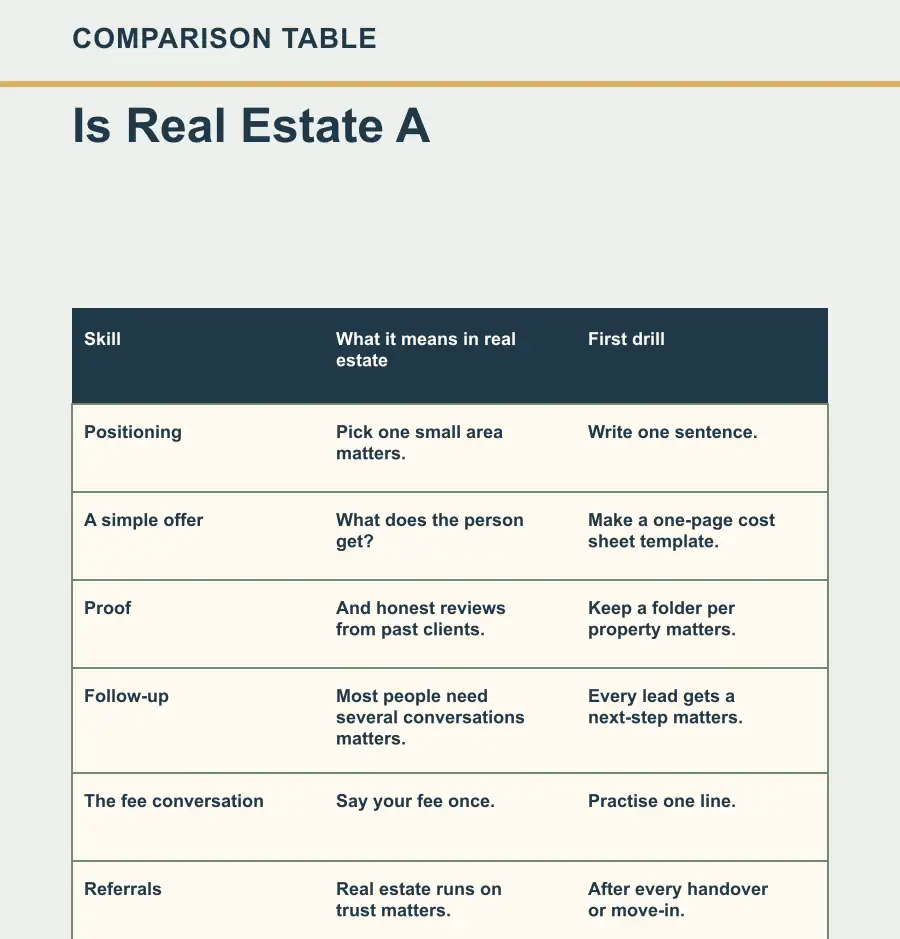 COMPARISON TABLE
Is Real Estate A
Skill
What it means in real
estate
First drill
Positioning
Pick one small area
matters.
Write one sentence.
A simple offer
What does the person
get?
Make a one-page cost
sheet template.
Proof
And honest reviews
from past clients.
Keep a folder per
property matters.
Follow-up
Most people need
several conversations
matters.
Every lead gets a
next-step matters.
The fee conversation
Say your fee once.
Practise one line.
Referrals
Real estate runs on
trust matters.
After every handover
or move-in.